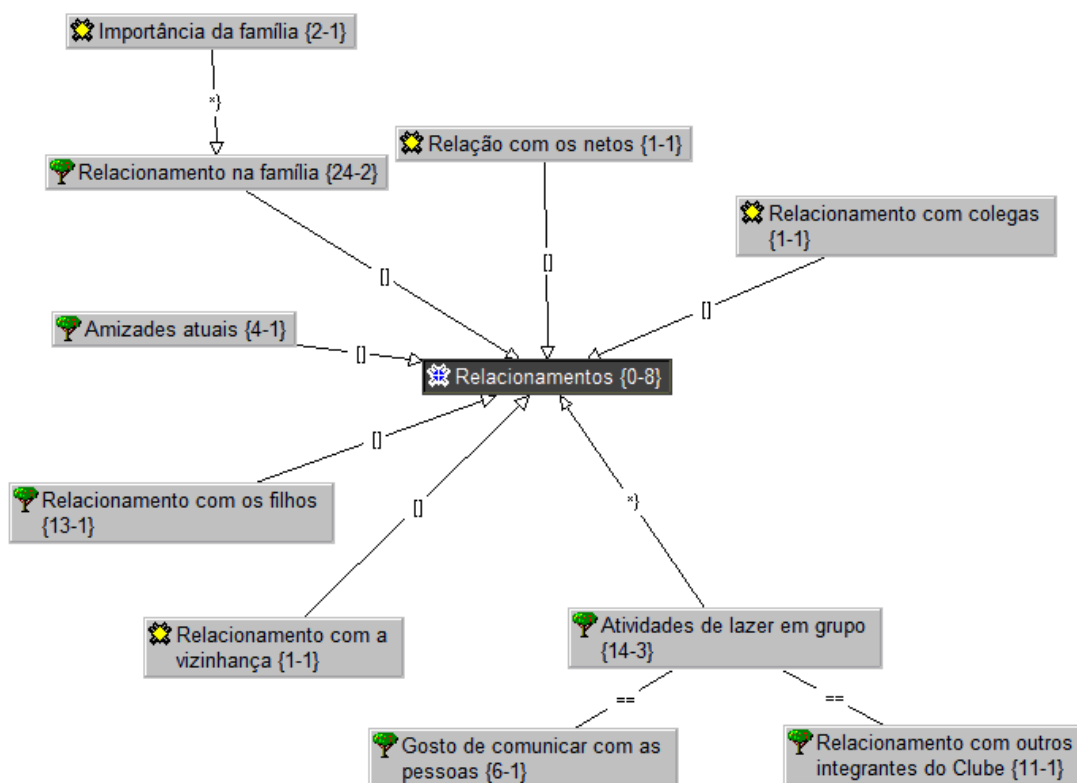 Importância da família {2-1}
*}
Relação com os netos {1-1}
Relacionamento na família {24-2}
Relacionamento com colegas
{1-1}
[]
[]
[]
Amizades atuais {4-1}
[]
Relacionamentos {0-8}
[]
Relacionamento com os filhos
{13-1}
[]
*}
Relacionamento com a
vizinhança {1-1}
Atividades de lazer em grupo
{14-3}
==
==
Gosto de comunicar com as
pessoas {6-1}
Relacionamento com outros
integrantes do Clube {11-1}